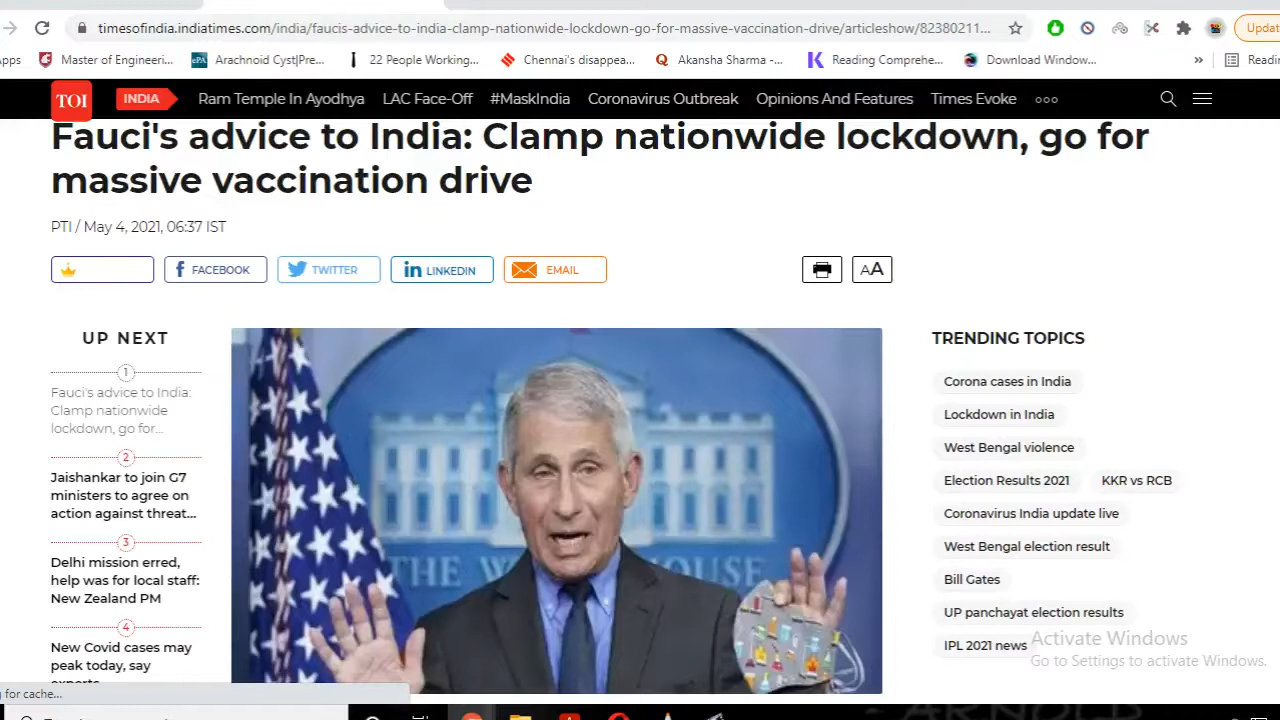 timesofindia.indiatimes.com/india/faucis-advice-to-india-clamp-nationwide-lockdown-go-for-massive-vaccination-drive/articleshow/82380211...
Updat
pps
Master of Engineeri...
ePA
Arachnoid Cyst|Pre...
22 People Working...
Chennai's disappea...
Akansha Sharma -...
Reading Comprehe...
Download Window...
»
Readin
TOI
INDIA
Ram Temple In Ayodhya
LAC Face-Off
#MaskIndia
Coronavirus Outbreak
Opinions And Features
Times Evoke
Fauci's advice to India: Clamp nationwide lockdown, go for
massive vaccination drive
PTI / May 4, 2021, 06:37 IST
FACEBOOK
TWITTER
LINKEDIN
EMAIL
AA
UP NEXT
1
Fauci's advice to India:
Clamp nationwide
lockdown, go for...
2
Jaishankar to join G7
ministers to agree on
action against threat...
3
Delhi mission erred,
help was for local staff:
New Zealand PM
4
New Covid cases may
peak today, say
THE W HOUSE
TRENDING TOPICS
Corona cases in India
Lockdown in India
West Bengal violence
Election Results 2021
KKR vs RCB
Coronavirus India update live
West Bengal election result
Bill Gates
UP panchayat election results
IPL 2021 news
Activate Windows
Go to Settings to activate Windows.
for cache...